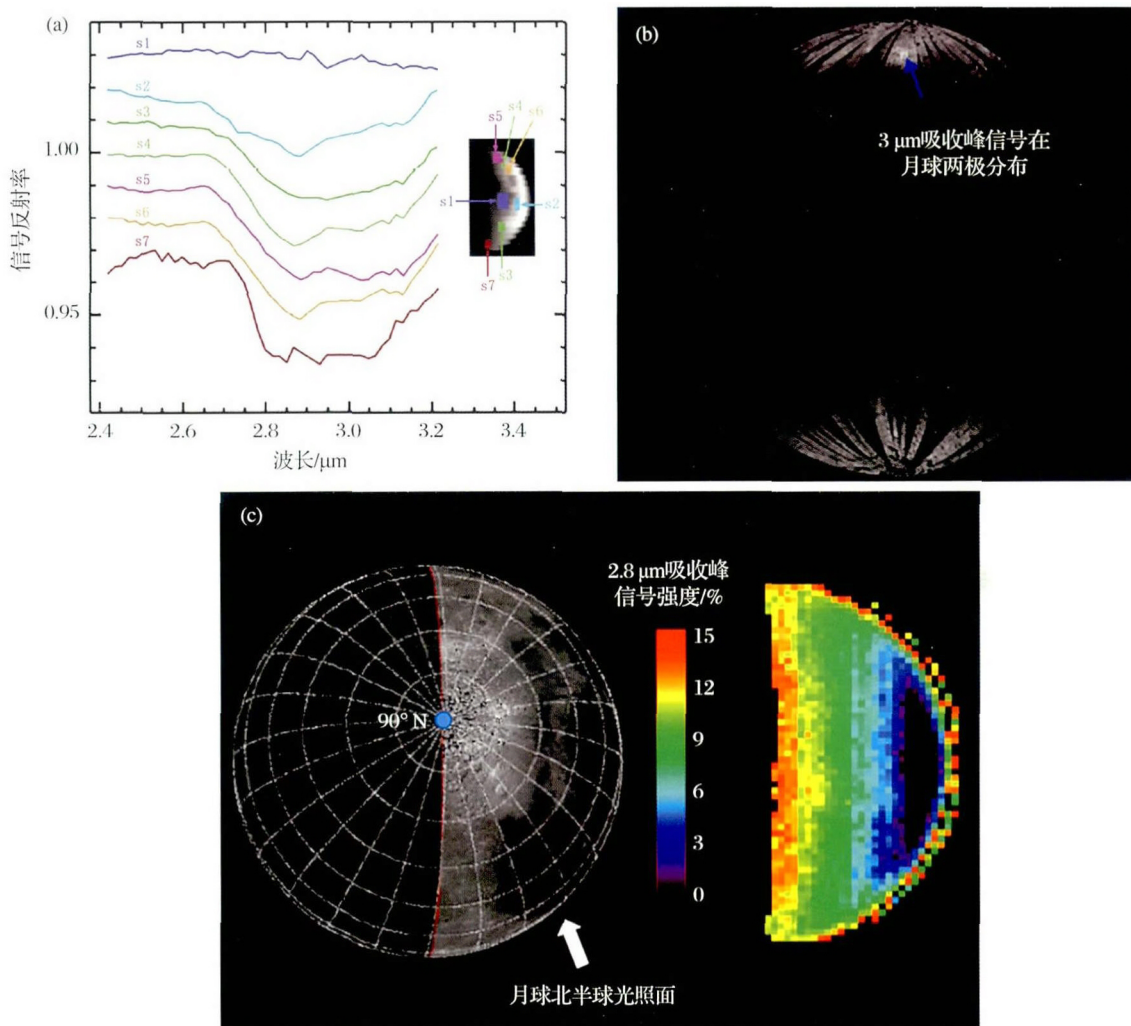 (a)
s1
s2
s3
s4
s5
s6
s7
1.00
0.95
信号反射率
2.4
2.6
2.8
3.0
3.2
3.4
波长/μm
s4
s5
s6
s1
s2
s3
s7
(b)
3 μm吸收峰信号在
月球两极分布
(c)
90° N
2.8 μm吸收峰
信号强度/%
15
12
9
6
3
0
月球北半球光照面